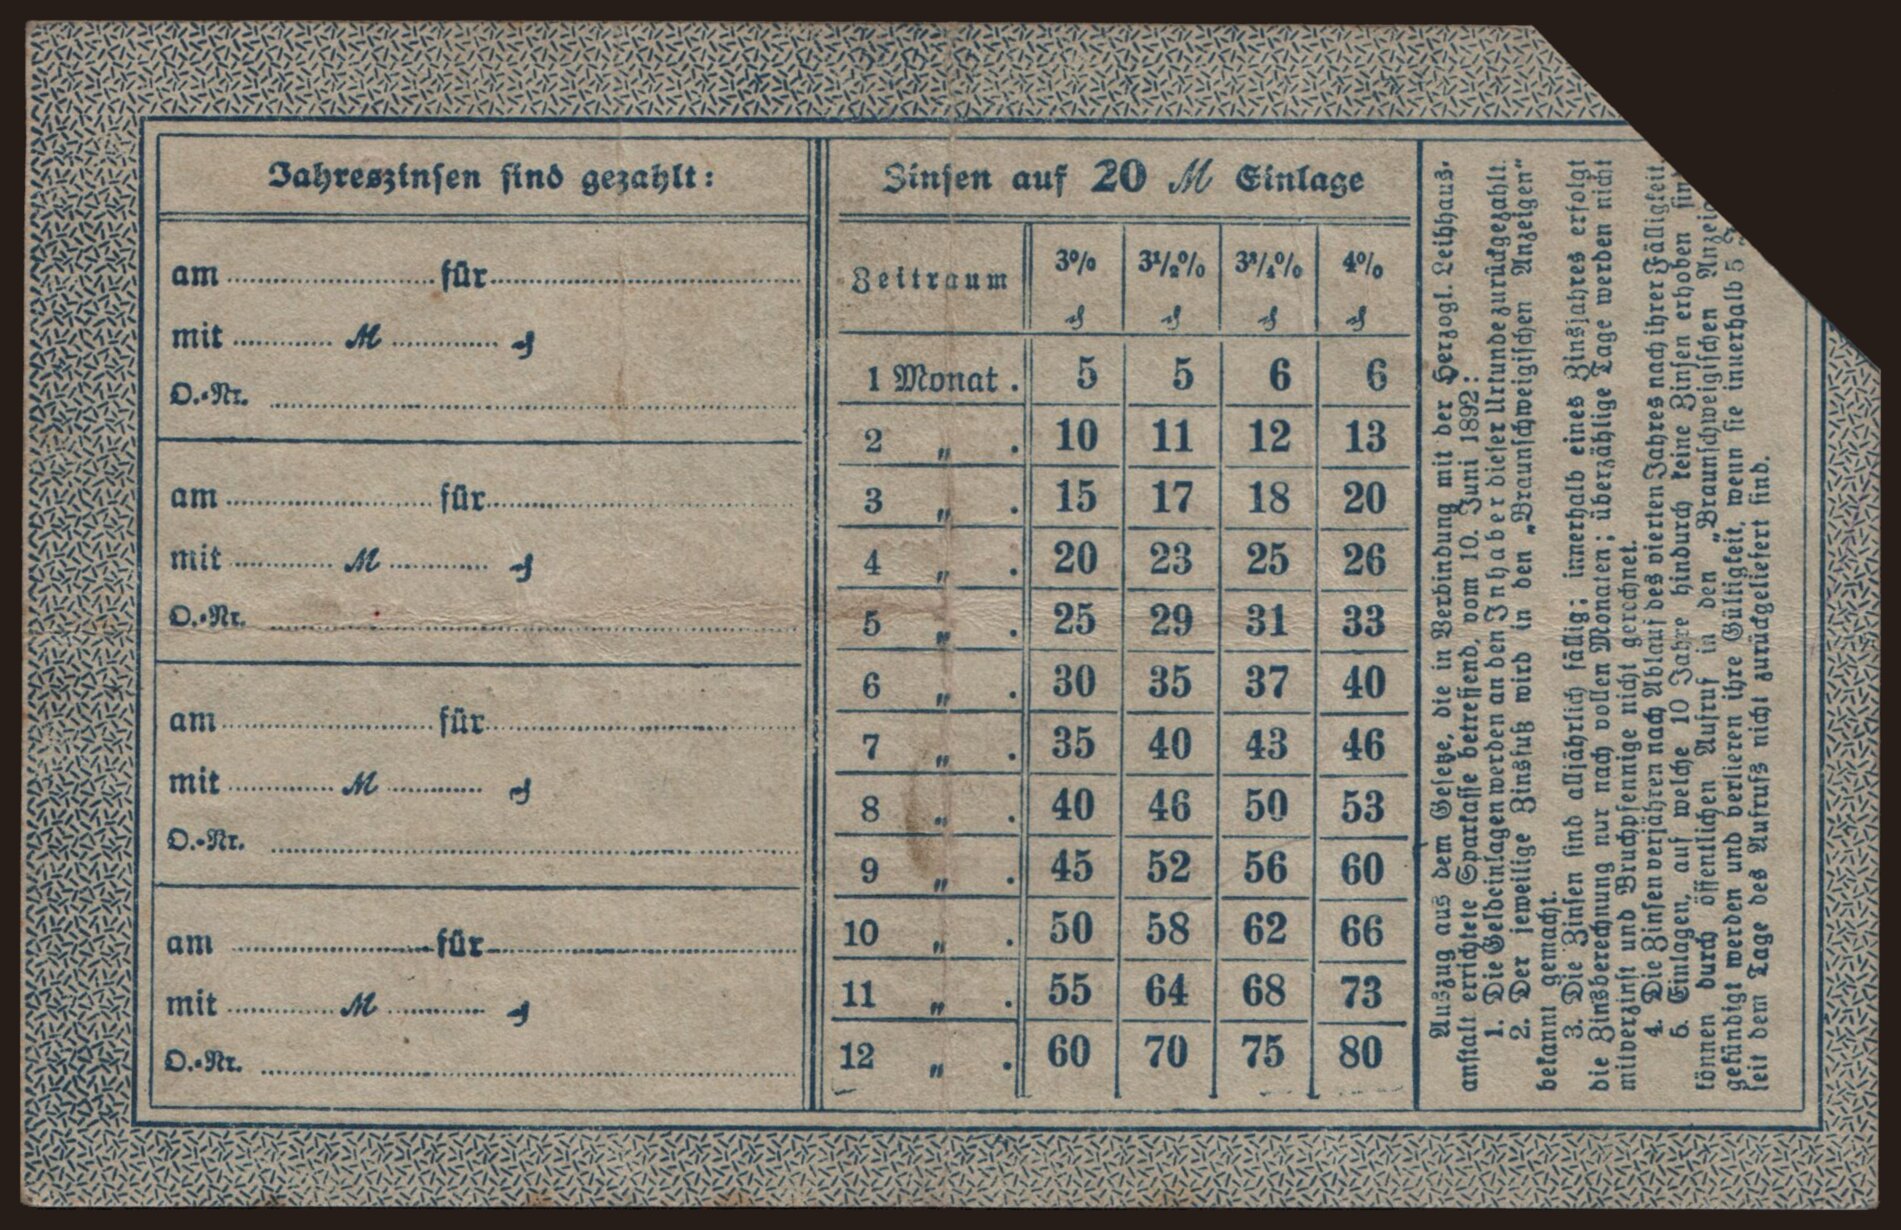 Jahreszinsen sind gezahlt:
am für
mit ℳ ₰
O.-Nr.
am für
mit ℳ ₰
O.-Nr.
am für
mit ℳ ₰
O.-Nr.
am für
mit ℳ ₰
O.-Nr.
Zinsen auf 20 ℳ Einlage
Zeitraum 3% 3½% 3¾% 4%
₰ ₰ ₰ ₰
1 Monat . 5 5 6 6
2 „ . 10 11 12 13
3 „ . 15 17 18 20
4 „ . 20 23 25 26
5 „ . 25 29 31 33
6 „ . 30 35 37 40
7 „ . 35 40 43 46
8 „ . 40 46 50 53
9 „ . 45 52 56 60
10 „ . 50 58 62 66
11 „ . 55 64 68 73
12 „ . 60 70 75 80
Auszug aus dem Gesetze, die in Verbindung mit der Herzogl. Leihhaus-
anstalt errichtete Sparkasse betreffend, vom 10. Juni 1892:
1. Die Geldeinlagen werden an den Inhaber dieser Urkunde zurückgezahlt.
2. Der jeweilige Zinsfuß wird in den „Braunschweigischen Anzeigen“
bekannt gemacht.
3. Die Zinsen sind alljährlich fällig; innerhalb eines Zinsjahres erfolgt
die Zinsberechnung nur nach vollen Monaten; überzählige Tage werden nicht
mitverzinst und Bruchpfennige nicht gerechnet.
4. Die Zinsen verjähren nach Ablauf des vierten Jahres nach ihrer Fälligkeit.
5. Einlagen, auf welche 10 Jahre hindurch keine Zinsen erhoben
können durch öffentlichen Aufruf in den „Braunschweigischen
gekündigt werden und verlieren ihre Gültigkeit, wenn sie innerhalb 5
seit dem Tage des Aufrufs nicht zurückgeliefert sind.